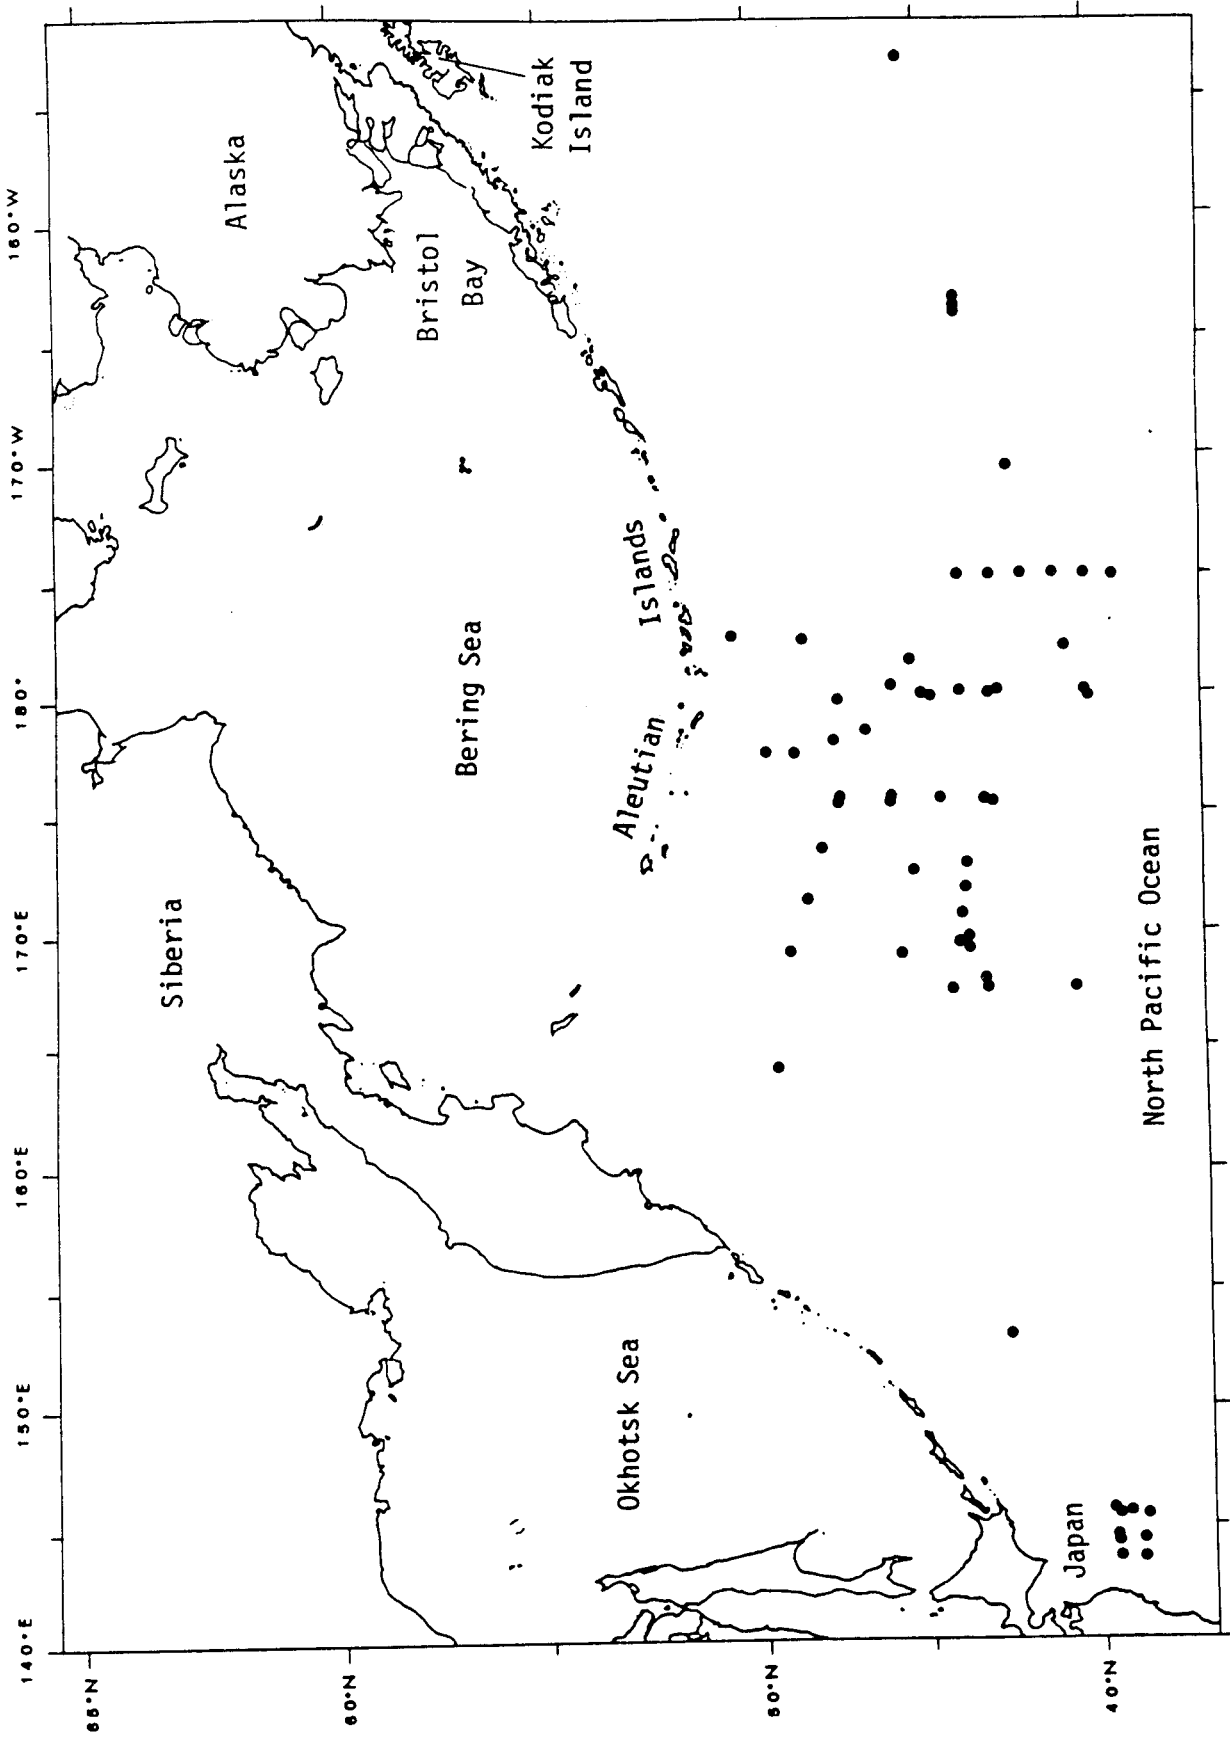 140°E
150°E
160°E
170°E
180°
170°W
160°W
65°N
60°N
50°N
40°N
Siberia
Alaska
Bristol
Bay
Kodiak
Island
Bering Sea
Aleutian
Islands
Okhotsk Sea
Japan
North Pacific Ocean